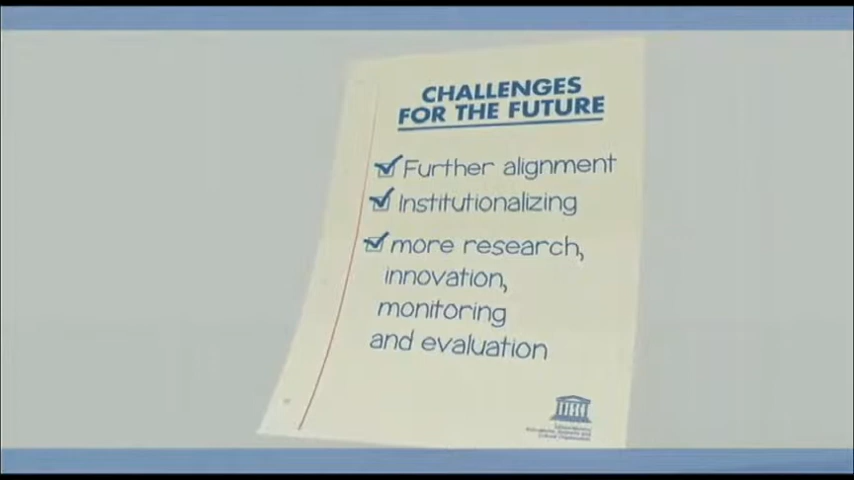 CHALLENGES
FOR THE FUTURE
Further alignment
Institutionalizing
more research,
innovation,
monitoring
and evaluation